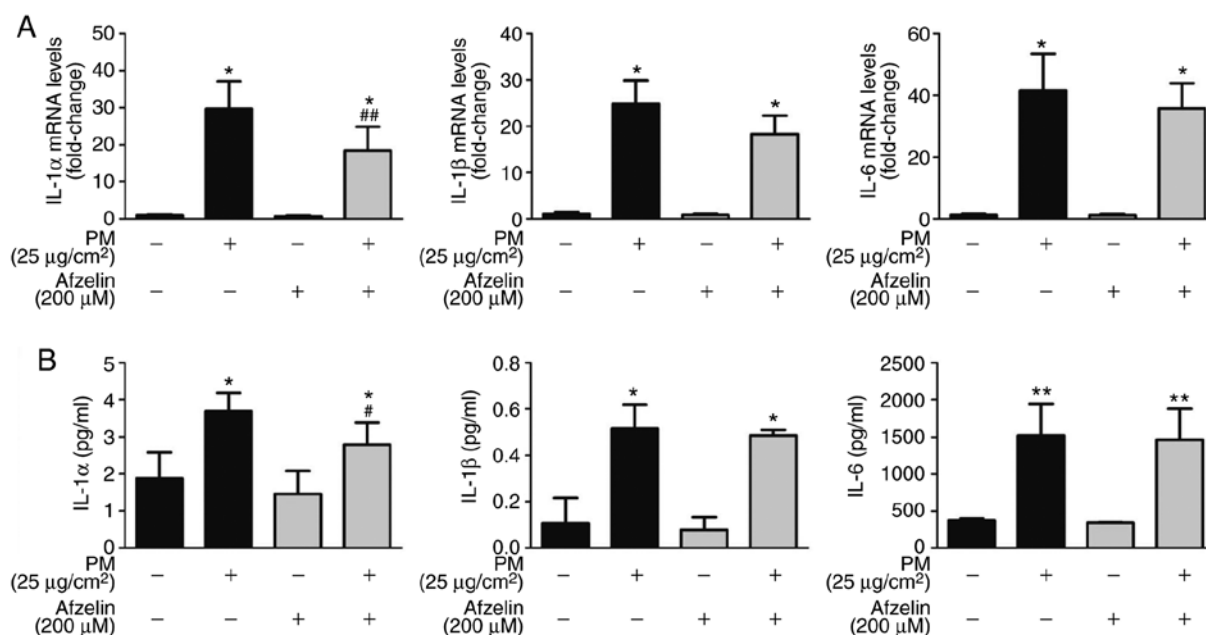 A
IL-1α mRNA levels
(fold-change)
50
40
30
20
10
0
*
*
##
PM
(25 μg/cm²)
– + – +
Afzelin
(200 μM)
– – + +
IL-1β mRNA levels
(fold-change)
40
30
20
10
0
*
*
PM
(25 μg/cm²)
– + – +
Afzelin
(200 μM)
– – + +
IL-6 mRNA levels
(fold-change)
60
40
20
0
*
*
PM
(25 μg/cm²)
– + – +
Afzelin
(200 μM)
– – + +
B
IL-1α (pg/ml)
5
4
3
2
1
0
*
*
#
PM
(25 μg/cm²)
– + – +
Afzelin
(200 μM)
– – + +
IL-1β (pg/ml)
0.8
0.6
0.4
0.2
0.0
*
*
PM
(25 μg/cm²)
– + – +
Afzelin
(200 μM)
– – + +
IL-6 (pg/ml)
2500
2000
1500
1000
500
0
**
**
PM
(25 μg/cm²)
– + – +
Afzelin
(200 μM)
– – + +